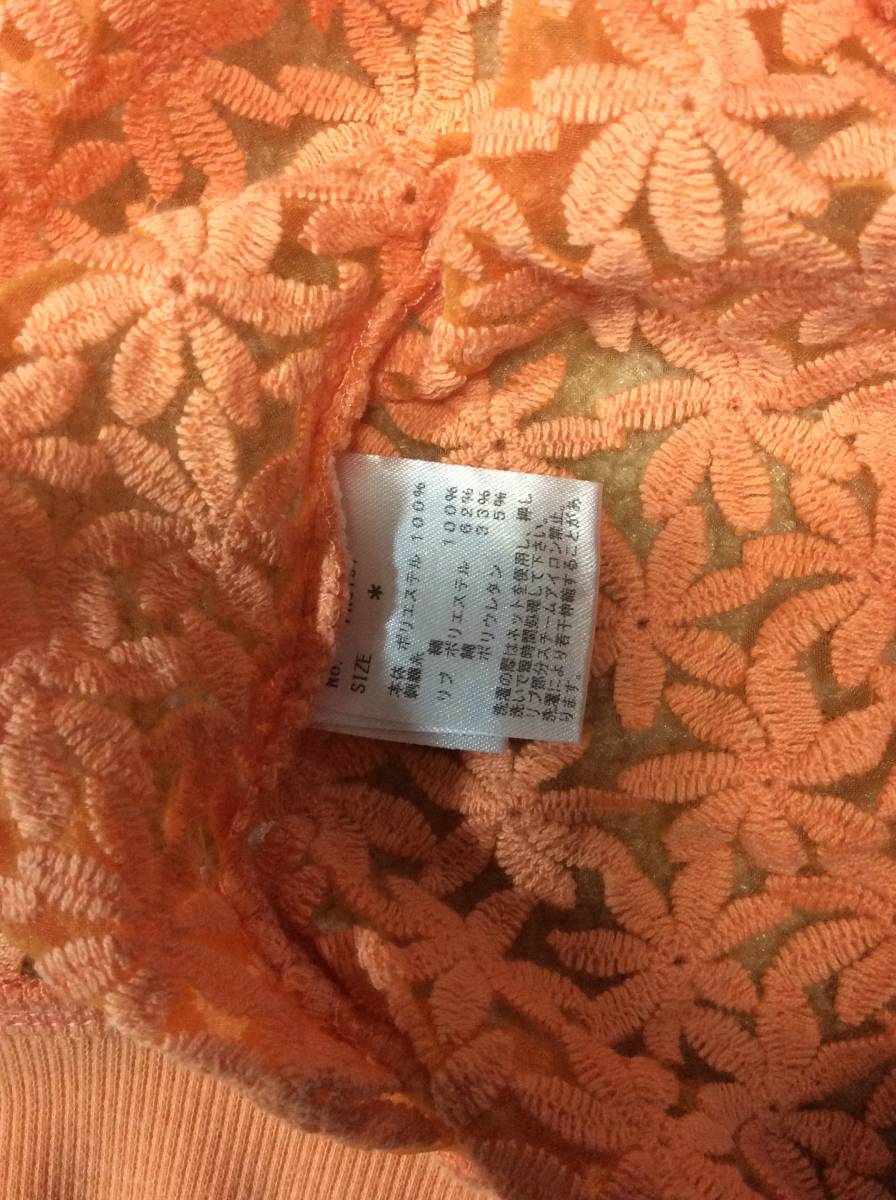 No.
SIZE *
本体 ポリエステル 100%
刺繍糸 綿 100%
リブ ポリエステル 62%
綿 33%
ポリウレタン 5%
洗濯の際はネットを使用し、押し
洗いで短時間処理して下さい。
リブ部分スチームアイロン禁止。
洗濯により若干伸縮することがあ
ります。